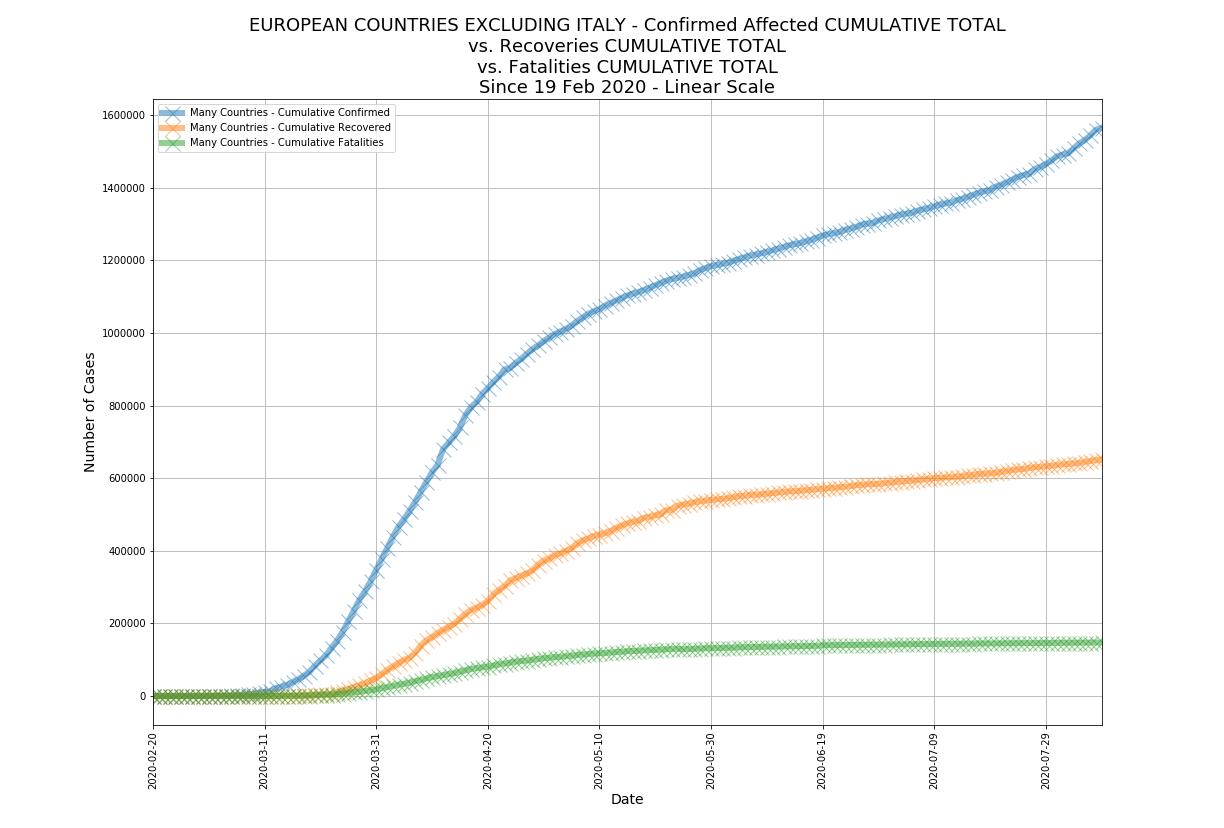 EUROPEAN COUNTRIES EXCLUDING ITALY - Confirmed Affected CUMULATIVE TOTAL
vs. Recoveries CUMULATIVE TOTAL
vs. Fatalities CUMULATIVE TOTAL
Since 19 Feb 2020 - Linear Scale
Many Countries - Cumulative Confirmed
Many Countries - Cumulative Recovered
Many Countries - Cumulative Fatalities
Number of Cases
1600000
1400000
1200000
1000000
800000
600000
400000
200000
0
2020-02-20
2020-03-11
2020-03-31
2020-04-20
2020-05-10
2020-05-30
2020-06-19
2020-07-09
2020-07-29
Date